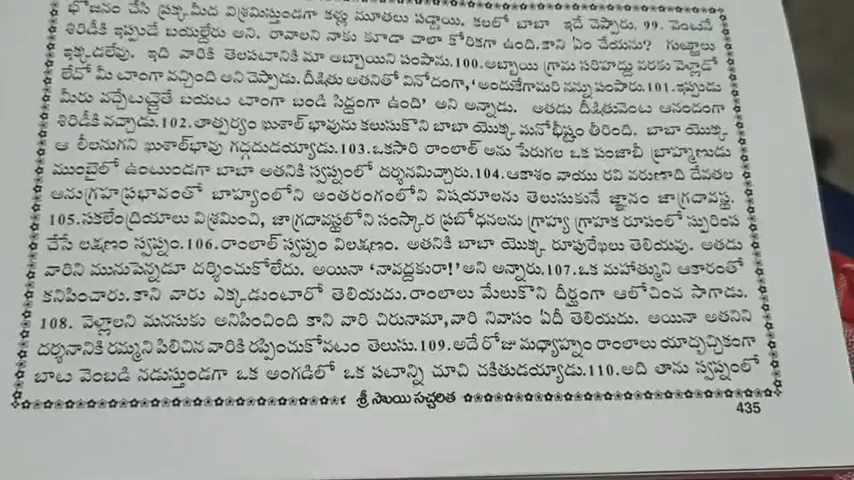 భోజనం చేసి ప్రక్కమీద విశ్రమిస్తుండగా కళ్లు మూతలు పడ్డాయి. కలలో బాబా ఇదే చెప్పారు. 99. వెంటనే
శిరిడీకి ఇప్పుడే బయల్దేరు అని. రావాలని నాకు కూడా చాలా కోరికగా ఉంది.కాని ఏం చేయను? గుఱ్ఱాలు
ఇక్కడలేవు. ఇది వారికి తెలపటానికి మా అబ్బాయిని పంపాను.100.అబ్బాయి గ్రామ సరిహద్దు వరకు వెళ్లాడో
లేదో మీ టాంగా వచ్చింది అని చెప్పాడు. దీక్షితు అతనితో వినోదంగా,'అందుకేగామరి నన్ను పంపారు.101.ఇప్పుడు
మీరు వచ్చేటట్లైతే బయట టాంగా బండి సిద్ధంగా ఉంది' అని అన్నాడు. అతడు దీక్షితువెంట ఆనందంగా
శిరిడీకి వచ్చాడు.102.తాత్పర్యం ఖుశాల్‌భావును కలుసుకొని బాబా యొక్క మనోభీష్టం తీరింది. బాబా యొక్క
ఆ లీలనుగని ఖుశాల్‌భావు గద్గదుడయ్యాడు.103.ఒకసారి రాంలాల్ అను పేరుగల ఒక పంజాబీ బ్రాహ్మణుడు
ముంబైలో ఉంటుండగా బాబా అతనికి స్వప్నంలో దర్శనమిచ్చారు.104.ఆకాశం వాయు రవి వరుణాది దేవతల
అనుగ్రహప్రభావంతో బాహ్యంలోని అంతరంగంలోని విషయాలను తెలుసుకునే జ్ఞానం జాగ్రదావస్థ.
105.సకలేంద్రియాలు విశ్రమించి, జాగ్రదావస్థలోని సంస్కార ప్రబోధనలను గ్రాహ్య గ్రాహక రూపంలో స్ఫురింప
చేసే లక్షణం స్వప్నం.106.రాంలాల్ స్వప్నం విలక్షణం. అతనికి బాబా యొక్క రూపురేఖలు తెలియవు. అతడు
వారిని మునుపెన్నడూ దర్శించుకోలేదు. అయినా 'నావద్దకురా!'అని అన్నారు.107.ఒక మహాత్ముని ఆకారంతో
కనిపించారు.కాని వారు ఎక్కడుంటారో తెలియదు.రాంలాలు మేలుకొని దీర్ఘంగా ఆలోచించ సాగాడు.
108. వెళ్లాలని మనసుకు అనిపించింది కాని వారి చిరునామా,వారి నివాసం ఏదీ తెలియదు. అయినా అతనిని
దర్శనానికి రమ్మని పిలిచిన వారికి రప్పించుకోవటం తెలుసు.109.అదే రోజు మధ్యాహ్నం రాంలాలు యాదృచ్ఛికంగా
బాట వెంబడి నడుస్తుండగా ఒక అంగడిలో ఒక పటాన్ని చూచి చకితుడయ్యాడు.110.అది తాను స్వప్నంలో
శ్రీ సాయి సచ్చరిత
435